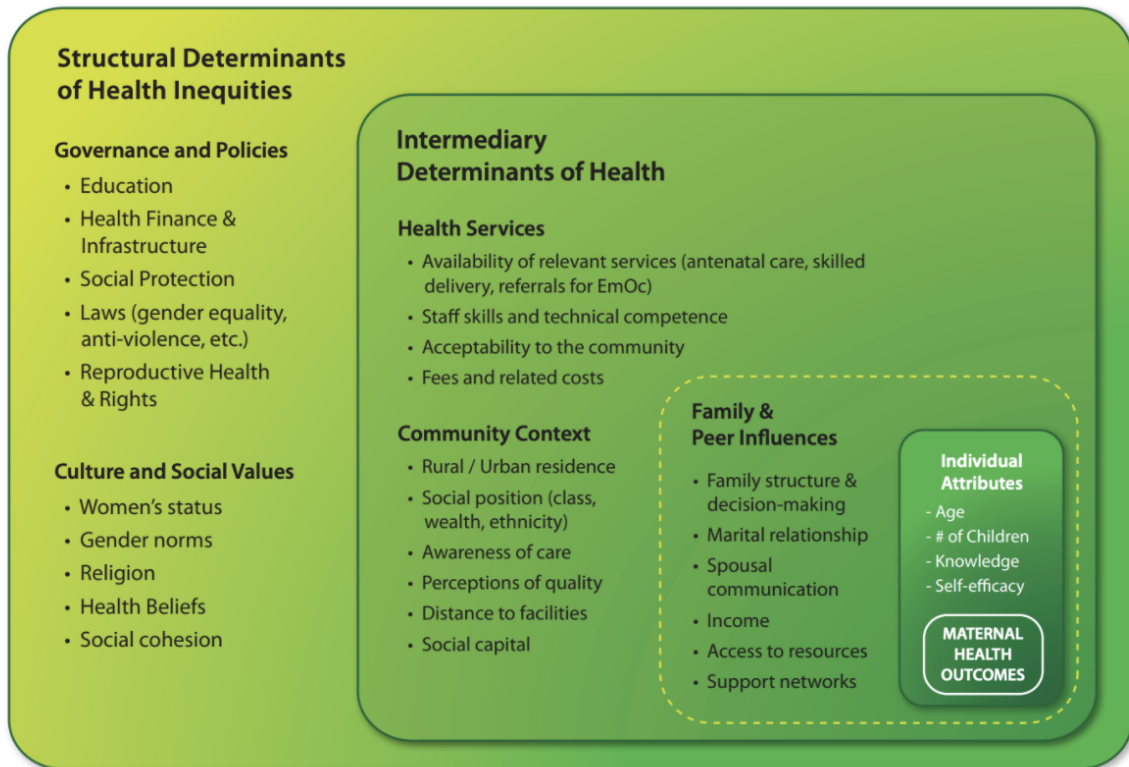 Structural Determinants
of Health Inequities
Governance and Policies
• Education
• Health Finance &
Infrastructure
• Social Protection
• Laws (gender equality,
anti-violence, etc.)
• Reproductive Health
& Rights
Culture and Social Values
• Women's status
• Gender norms
• Religion
• Health Beliefs
• Social cohesion
Intermediary
Determinants of Health
Health Services
• Availability of relevant services (antenatal care, skilled
delivery, referrals for EmOc)
• Staff skills and technical competence
• Acceptability to the community
• Fees and related costs
Community Context
• Rural / Urban residence
• Social position (class,
wealth, ethnicity)
• Awareness of care
• Perceptions of quality
• Distance to facilities
• Social capital
Family &
Peer Influences
• Family structure &
decision-making
• Marital relationship
• Spousal
communication
• Income
• Access to resources
• Support networks
Individual
Attributes
- Age
- # of Children
- Knowledge
- Self-efficacy
MATERNAL
HEALTH
OUTCOMES